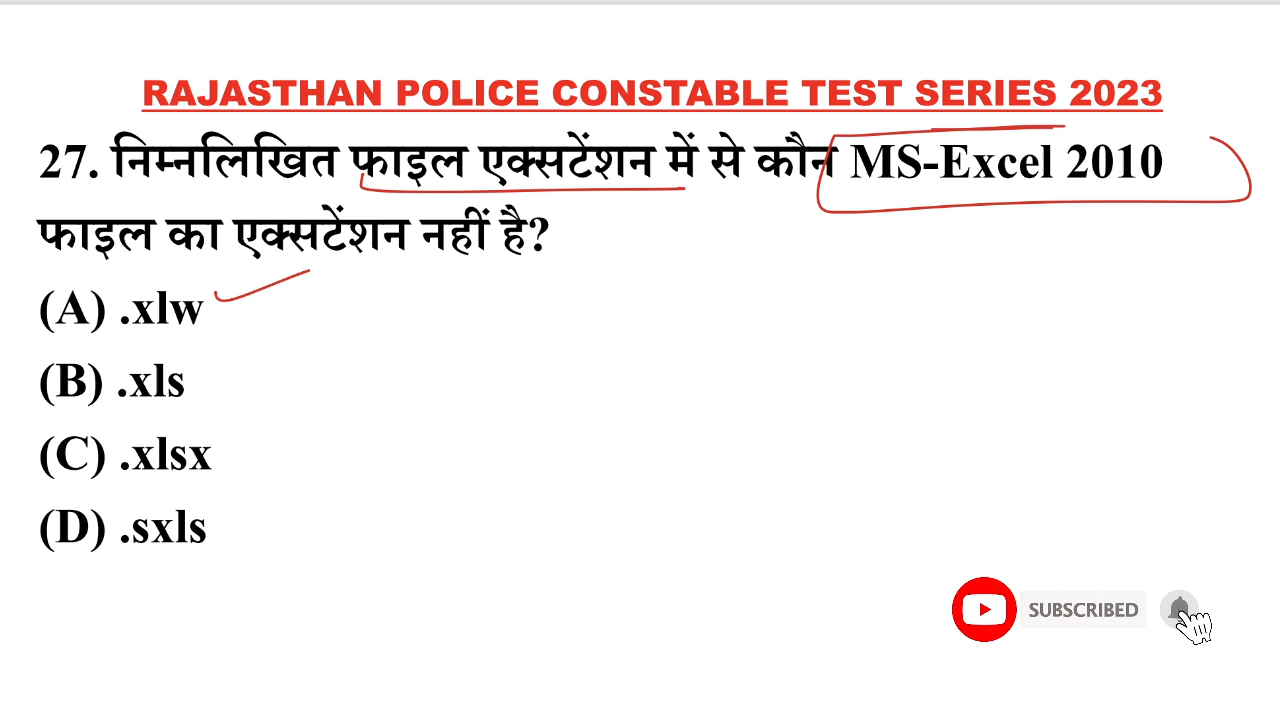 RAJASTHAN POLICE CONSTABLE TEST SERIES 2023
27. निम्नलिखित फाइल एक्सटेंशन में से कौन MS-Excel 2010
फाइल का एक्सटेंशन नहीं है?
(A) .xlw
(B) .xls
(C) .xlsx
(D) .sxls
SUBSCRIBED